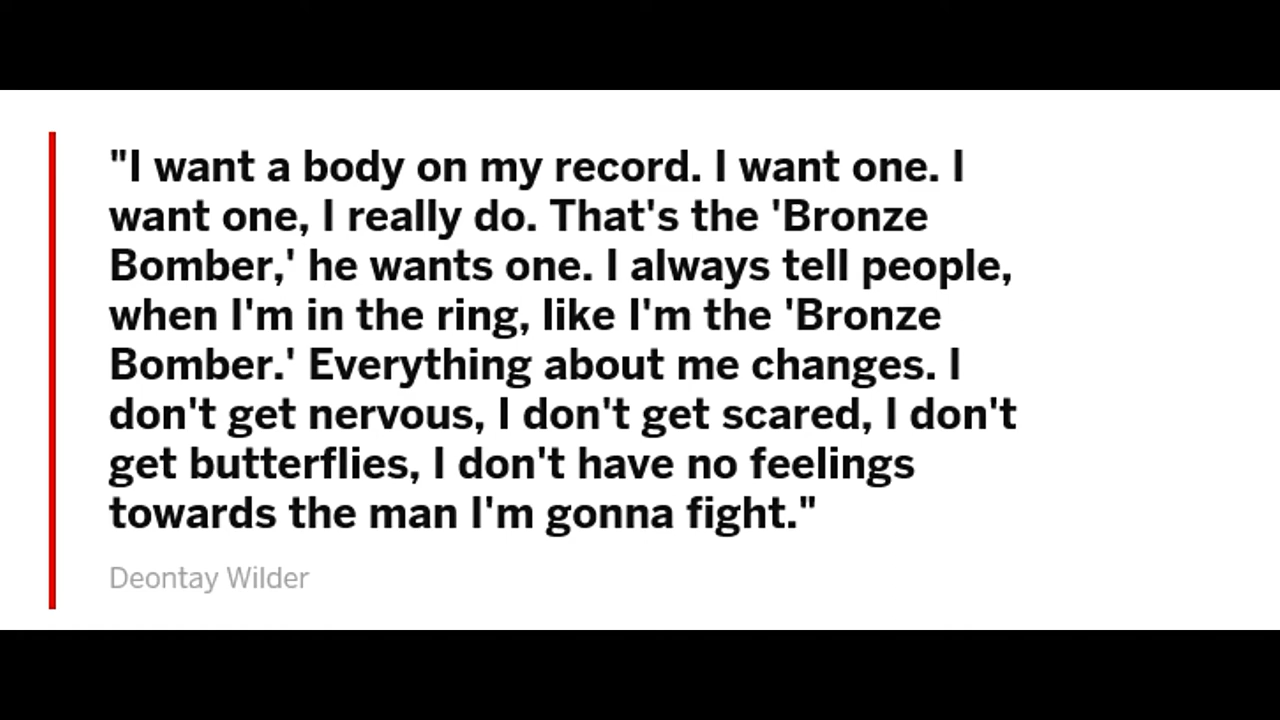 "I want a body on my record. I want one. I
want one, I really do. That's the 'Bronze
Bomber,' he wants one. I always tell people,
when I'm in the ring, like I'm the 'Bronze
Bomber.' Everything about me changes. I
don't get nervous, I don't get scared, I don't
get butterflies, I don't have no feelings
towards the man I'm gonna fight."
Deontay Wilder